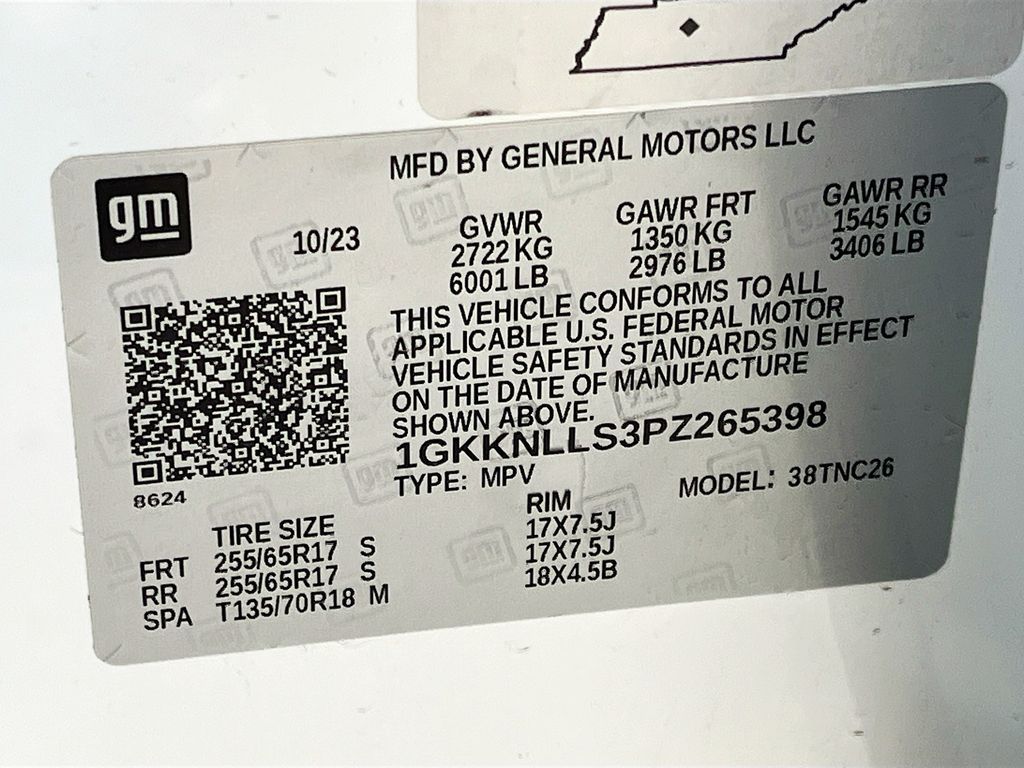 gm
MFD BY GENERAL MOTORS LLC
10/23
GVWR GAWR FRT GAWR RR
2722 KG 1350 KG 1545 KG
6001 LB 2976 LB 3406 LB
THIS VEHICLE CONFORMS TO ALL
APPLICABLE U.S. FEDERAL MOTOR
VEHICLE SAFETY STANDARDS IN EFFECT
ON THE DATE OF MANUFACTURE
SHOWN ABOVE.
1GKKNLLS3PZ265398
8624
TYPE: MPV MODEL: 38TNC26
TIRE SIZE RIM
FRT 255/65R17 S 17X7.5J
RR 255/65R17 S 17X7.5J
SPA T135/70R18 M 18X4.5B